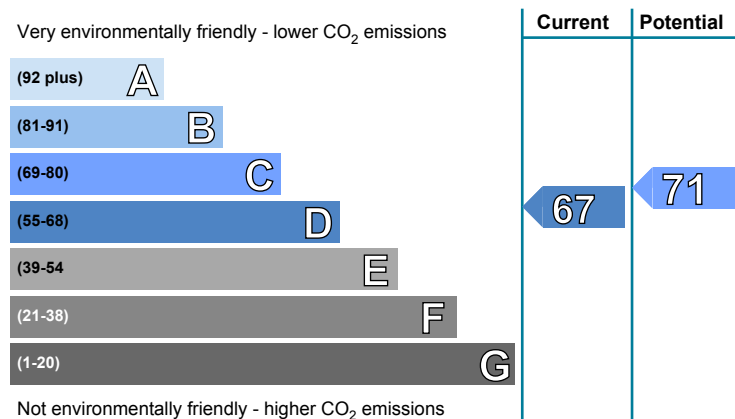 Very environmentally friendly - lower CO₂ emissions
Current
Potential
(92 plus) A
(81-91) B
(69-80) C
(55-68) D
(39-54 E
(21-38) F
(1-20) G
67
71
Not environmentally friendly - higher CO₂ emissions